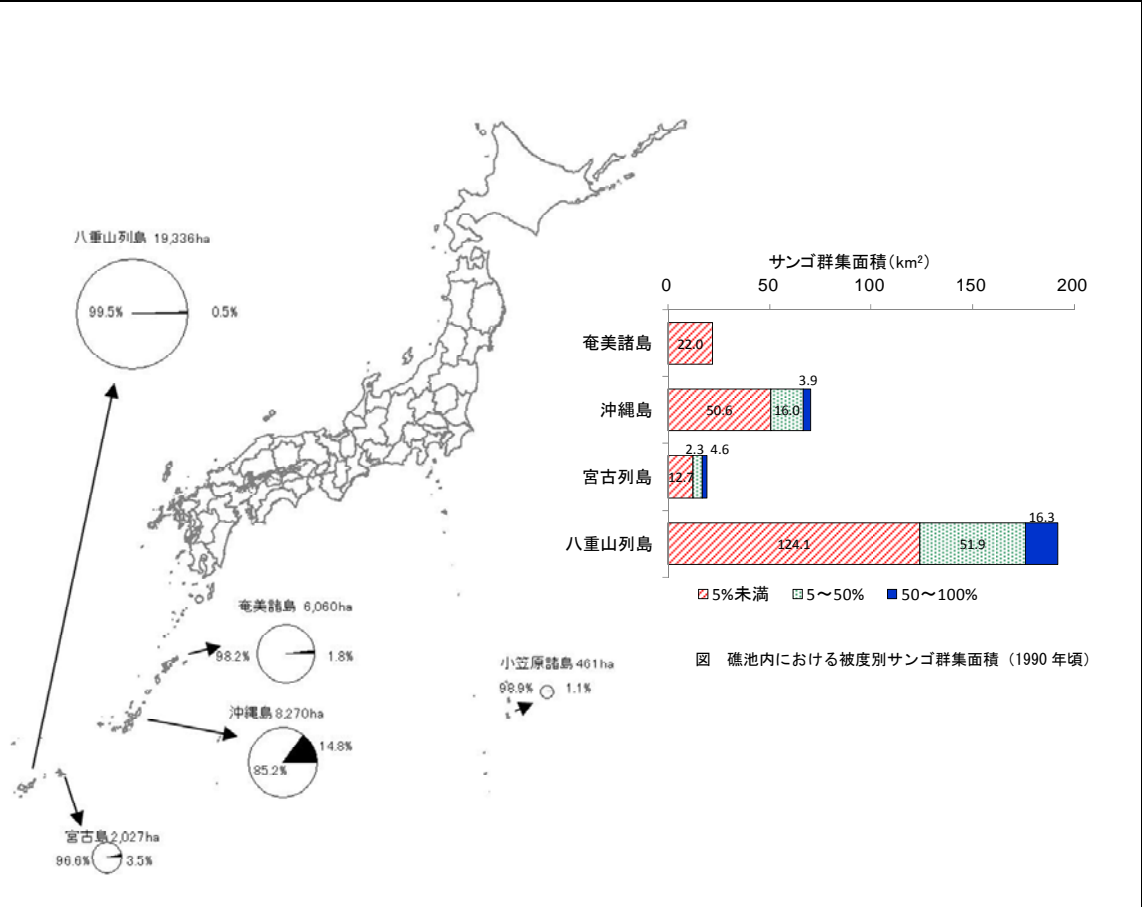 八重山列島 19,336ha
99.5%
0.5%
サンゴ群集面積(km²)
0
50
100
150
200
奄美諸島
22.0
沖縄島
50.6
16.0
3.9
宮古列島
12.7
2.3
4.6
八重山列島
124.1
51.9
16.3
5%未満
5～50%
50～100%
図 礁池内における被度別サンゴ群集面積（1990 年頃）
奄美諸島 6,060ha
98.2%
1.8%
小笠原諸島 461ha
98.9%
1.1%
沖縄島 8,270ha
14.8%
85.2%
宮古島 2,027ha
96.6%
3.5%